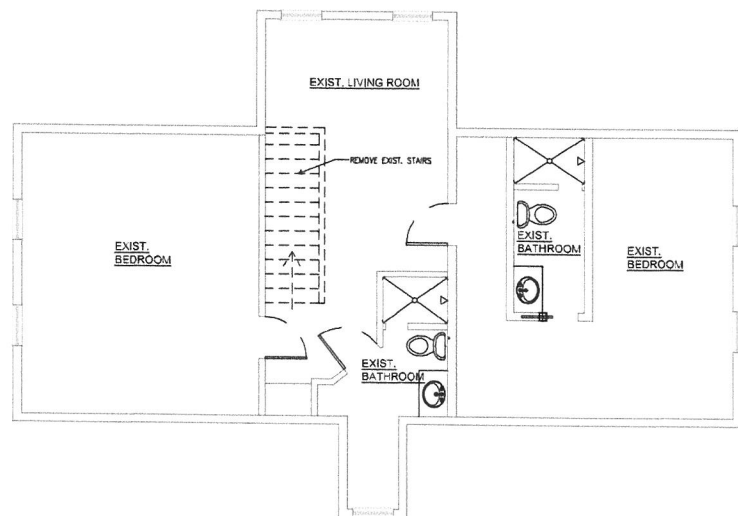 EXIST. LIVING ROOM
REMOVE EXIST. STAIRS
EXIST.
BEDROOM
EXIST.
BATHROOM
EXIST.
BEDROOM
EXIST.
BATHROOM